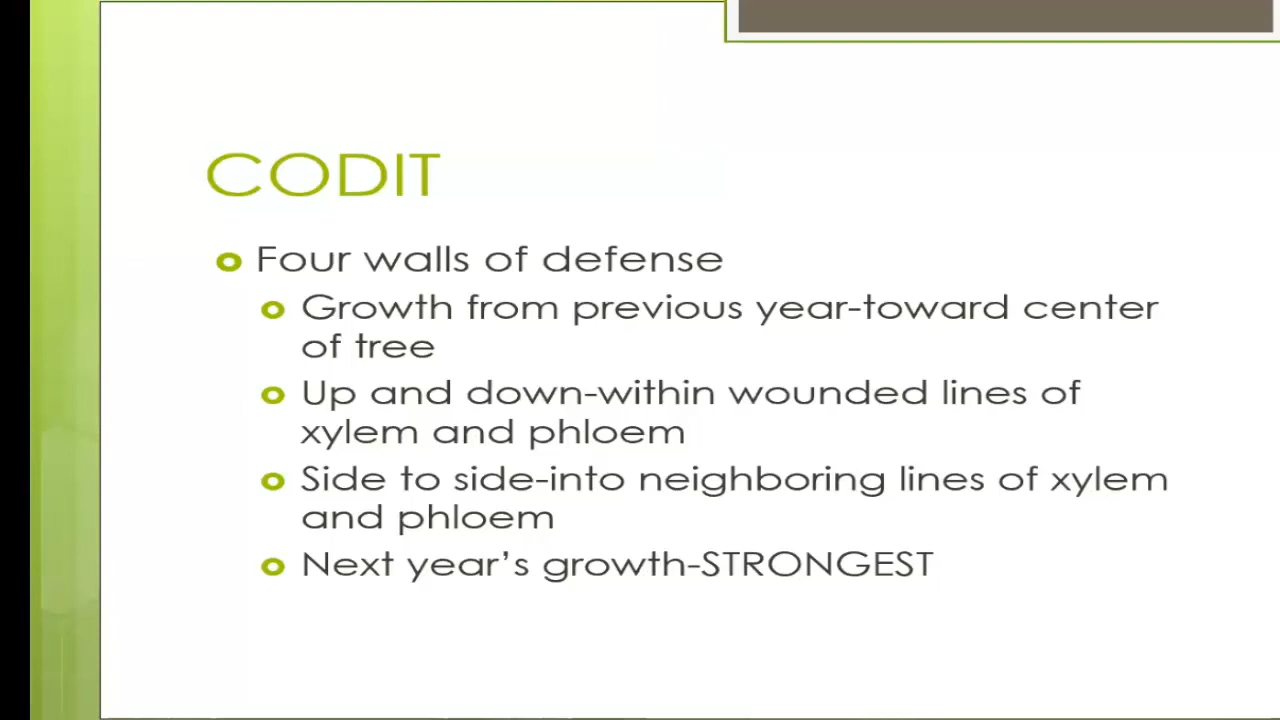 CODIT
Four walls of defense
Growth from previous year-toward center
of tree
Up and down-within wounded lines of
xylem and phloem
Side to side-into neighboring lines of xylem
and phloem
Next year’s growth-STRONGEST